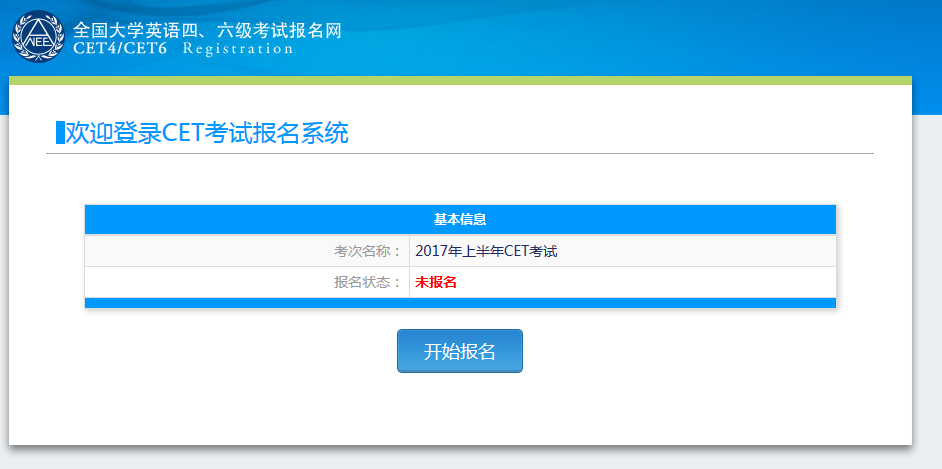 NEEA
全国大学英语四、六级考试报名网
CET4/CET6 Registration
欢迎登录CET考试报名系统
基本信息
考次名称： 2017年上半年CET考试
报名状态： 未报名
开始报名